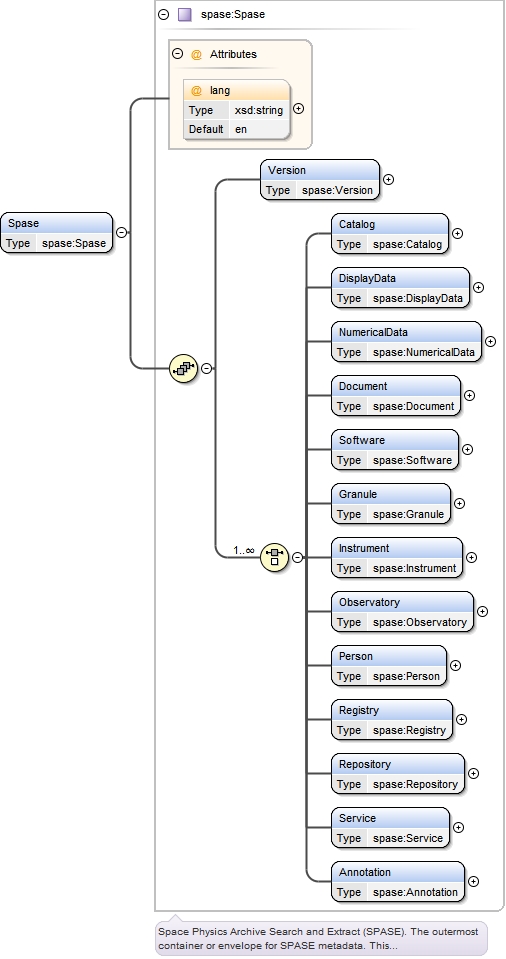 spase:Spase
Attributes
@ lang
Type xsd:string
Default en
Version
Type spase:Version
Spase
Type spase:Spase
Catalog
Type spase:Catalog
DisplayData
Type spase:DisplayData
NumericalData
Type spase:NumericalData
Document
Type spase:Document
Software
Type spase:Software
Granule
Type spase:Granule
1..∞
Instrument
Type spase:Instrument
Observatory
Type spase:Observatory
Person
Type spase:Person
Registry
Type spase:Registry
Repository
Type spase:Repository
Service
Type spase:Service
Annotation
Type spase:Annotation
Space Physics Archive Search and Extract (SPASE). The outermost
container or envelope for SPASE metadata. This...